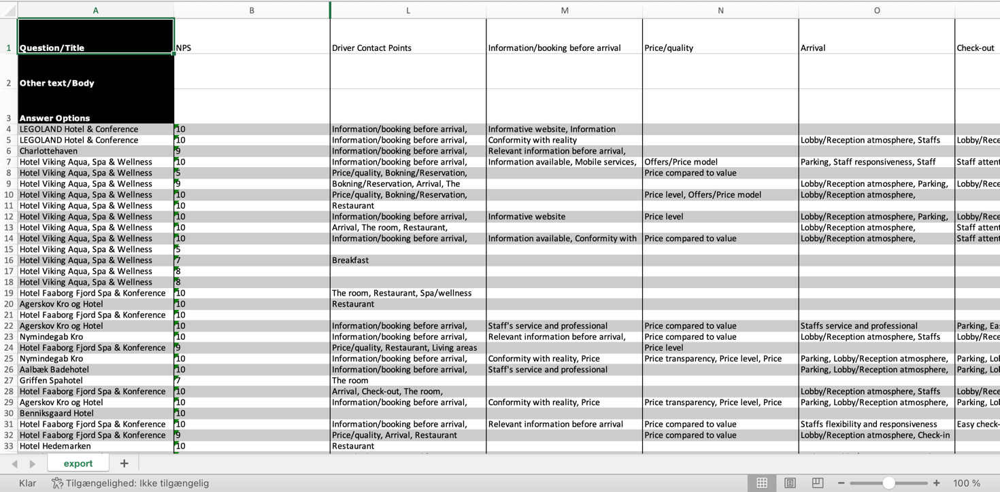 A B L M N O
1 Question/Title NPS Driver Contact Points Information/booking before arrival Price/quality Arrival Check-out
2 Other text/Body
3 Answer Options
4 LEGOLAND Hotel & Conference 10 Information/booking before arrival, Informative website, Information
5 LEGOLAND Hotel & Conference 10 Information/booking before arrival, Conformity with reality Lobby/Reception atmosphere, Staffs Lobby/Rece
6 Charlottehaven 9 Information/booking before arrival, Relevant information before arrival,
7 Hotel Viking Aqua, Spa & Wellness 10 Information/booking before arrival, Information available, Mobile services, Offers/Price model Parking, Staff responsiveness, Staff Staff attent
8 Hotel Viking Aqua, Spa & Wellness 5 Price/quality, Bokning/Reservation, Price compared to value
9 Hotel Viking Aqua, Spa & Wellness 9 Bokning/Reservation, Arrival, The Lobby/Reception atmosphere, Parking, Lobby/Rece
10 Hotel Viking Aqua, Spa & Wellness 10 Price/quality, Bokning/Reservation, Price level, Offers/Price model Lobby/Reception atmosphere,
11 Hotel Viking Aqua, Spa & Wellness 10 Restaurant
12 Hotel Viking Aqua, Spa & Wellness 10 Information/booking before arrival, Informative website Price level Lobby/Reception atmosphere, Parking, Lobby/Rece
13 Hotel Viking Aqua, Spa & Wellness 10 Arrival, The room, Restaurant, Lobby/Reception atmosphere, Staff attent
14 Hotel Viking Aqua, Spa & Wellness 10 Information/booking before arrival, Information available, Conformity with Price compared to value Lobby/Reception atmosphere, Staff attent
15 Hotel Viking Aqua, Spa & Wellness 5
16 Hotel Viking Aqua, Spa & Wellness 7 Breakfast
17 Hotel Viking Aqua, Spa & Wellness 8
18 Hotel Viking Aqua, Spa & Wellness 8
19 Hotel Faaborg Fjord Spa & Konference 10 The room, Restaurant, Spa/wellness
20 Agerskov Kro og Hotel 10 Restaurant
21 Hotel Faaborg Fjord Spa & Konference 10
22 Agerskov Kro og Hotel 10 Information/booking before arrival, Staff's service and professional Price compared to value Staffs service and professional Parking, Ea
23 Nymindegab Kro 10 Information/booking before arrival, Relevant information before arrival, Price compared to value Lobby/Reception atmosphere, Staffs Lobby/Rece
24 Hotel Faaborg Fjord Spa & Konference 9 Price/quality, Restaurant, Living areas Price level
25 Nymindegab Kro 10 Information/booking before arrival, Conformity with reality, Price Price transparency, Price level, Price Parking, Lobby/Reception atmosphere, Parking, Lol
26 Aalbæk Badehotel 10 Information/booking before arrival, Staff's service and professional Parking, Lobby/Reception atmosphere, Parking, Lol
27 Griffen Spahotel 7 The room
28 Hotel Faaborg Fjord Spa & Konference 10 Arrival, Check-out, The room, Lobby/Reception atmosphere, Staffs Lobby/Rece
29 Agerskov Kro og Hotel 10 Information/booking before arrival, Conformity with reality, Price Price transparency, Price level, Price Parking, Lobby/Reception atmosphere, Parking, Lol
30 Benniksgaard Hotel 10
31 Hotel Faaborg Fjord Spa & Konference 10 Information/booking before arrival, Relevant information before arrival Price compared to value Staffs flexibility and responsiveness Easy check-
32 Hotel Faaborg Fjord Spa & Konference 9 Price/quality, Arrival, Restaurant Price compared to value Lobby/Reception atmosphere, Check-in
33 Hotel Hedemarken 10 Restaurant
export +
Klar Tilgængelighed: Ikke tilgængelig 100 %